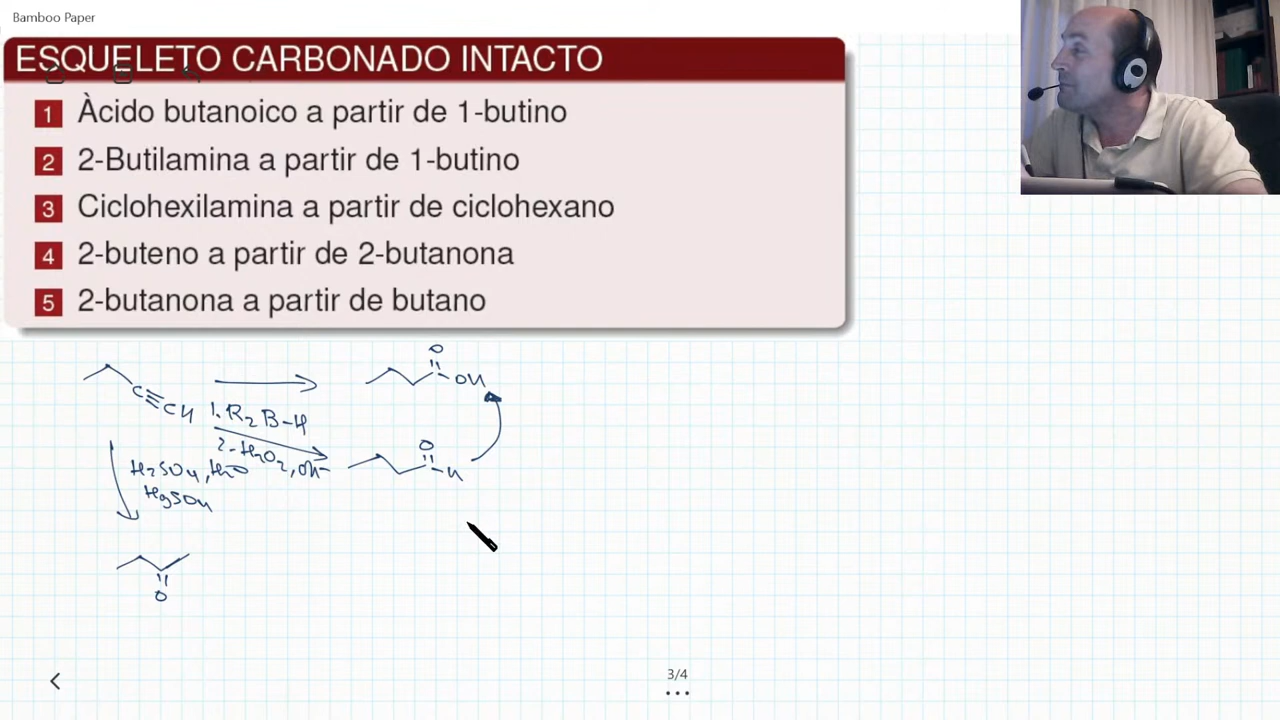 Bamboo Paper
ESQUELETO CARBONADO INTACTO
1 Àcido butanoico a partir de 1-butino
2 2-Butilamina a partir de 1-butino
3 Ciclohexilamina a partir de ciclohexano
4 2-buteno a partir de 2-butanona
5 2-butanona a partir de butano
O
OH
C≡CH
1. R2B-H
2-H2O2, OH-
O
H
H2SO4, H2O
HgSO4
O
3/4